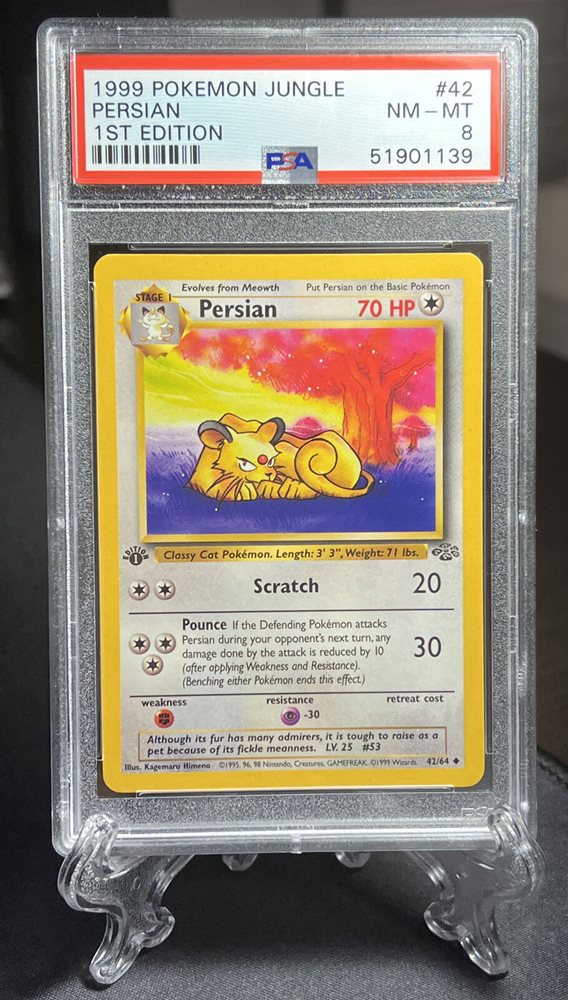 1999 POKEMON JUNGLE #42
PERSIAN NM – MT
1ST EDITION 8
PSA 51901139
Evolves from Meowth Put Persian on the Basic Pokémon
STAGE 1 Persian 70 HP
EDITION 1
Classy Cat Pokémon. Length: 3' 3", Weight: 71 lbs.
Scratch 20
Pounce If the Defending Pokémon attacks
Persian during your opponent's next turn, any
damage done by the attack is reduced by 10 30
(after applying Weakness and Resistance).
(Benching either Pokémon ends this effect.)
weakness resistance retreat cost
-30
Although its fur has many admirers, it is tough to raise as a
pet because of its fickle meanness. LV. 25 #53
Illus. Kagemaru Himeno ©1995, 96, 98 Nintendo, Creatures, GAMEFREAK. ©1999 Wizards. 42/64